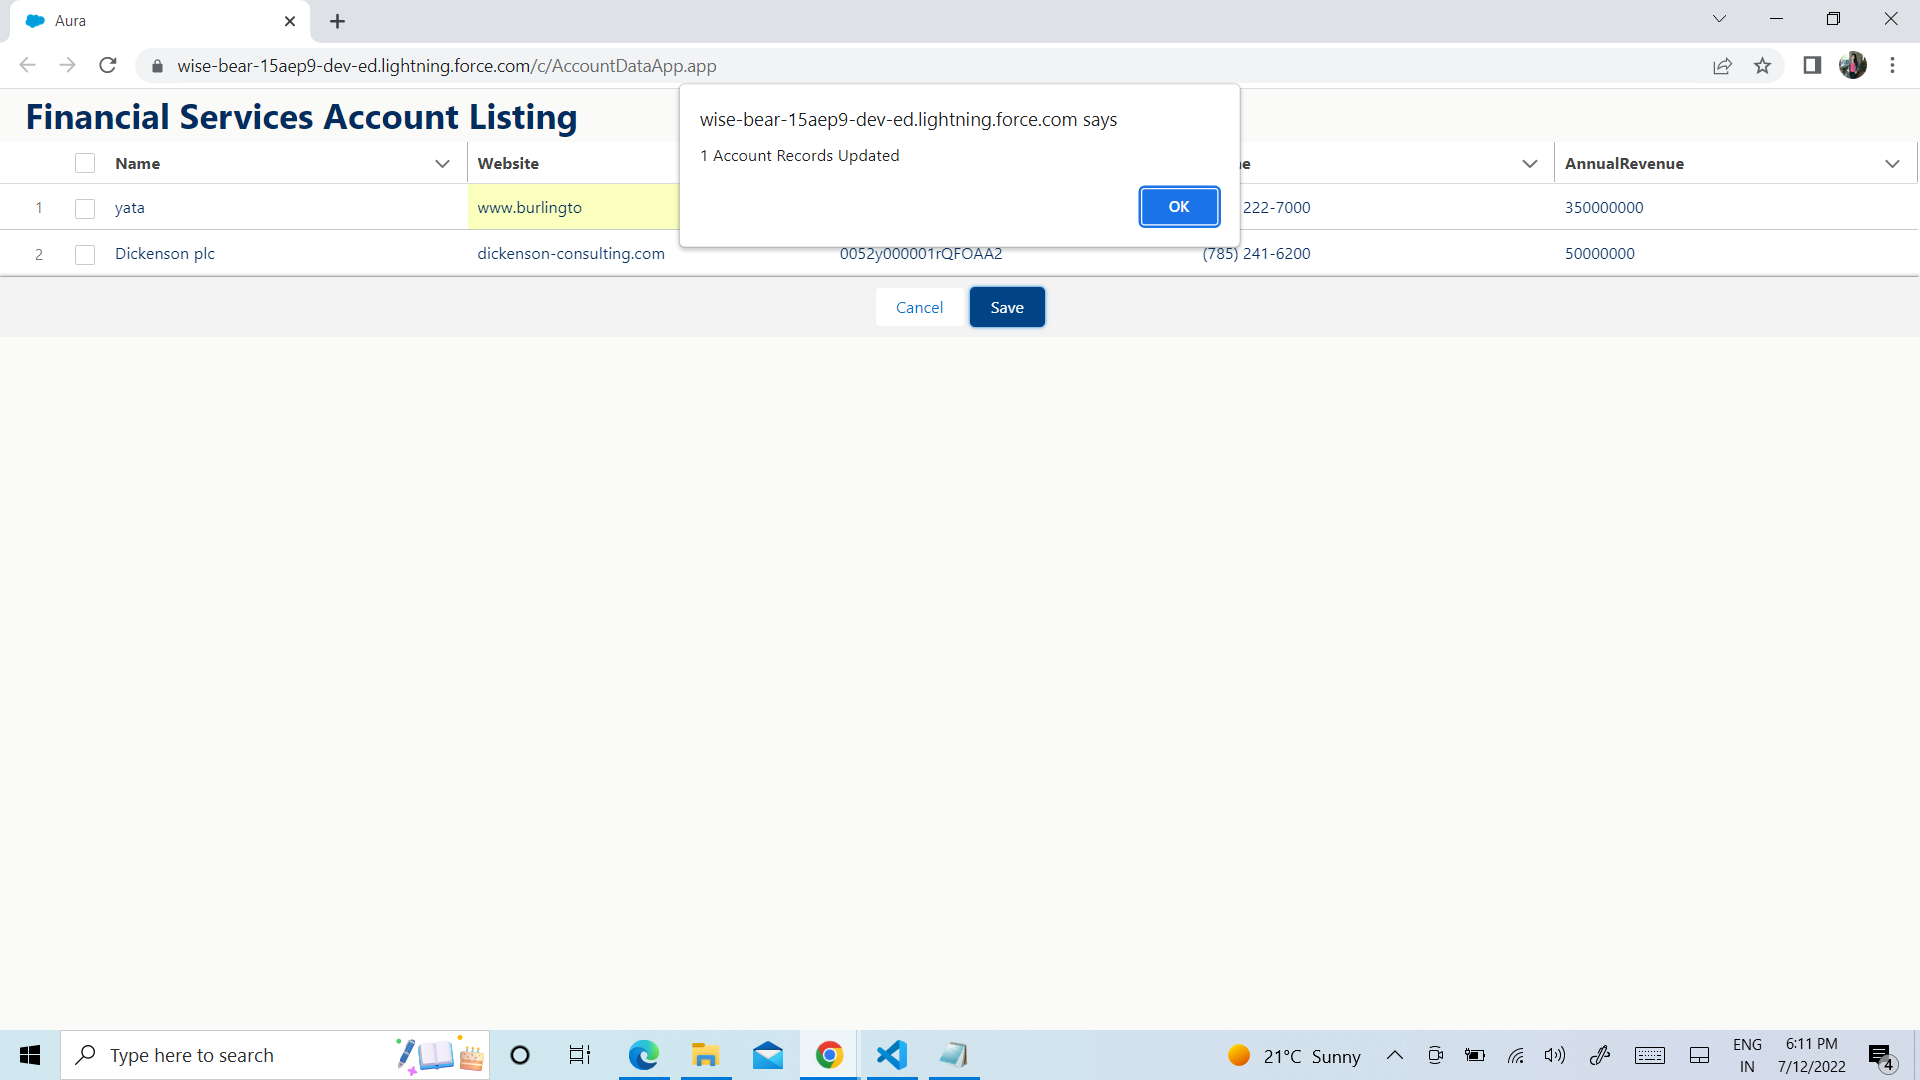 Aura
wise-bear-15aep9-dev-ed.lightning.force.com/c/AccountDataApp.app
Financial Services Account Listing
wise-bear-15aep9-dev-ed.lightning.force.com says
1 Account Records Updated
OK
Name Website ne AnnualRevenue
1 yata www.burlingto 222-7000 350000000
2 Dickenson plc dickenson-consulting.com 0052y000001rQFOAA2 (785) 241-6200 50000000
Cancel Save
Type here to search
21°C Sunny
ENG
IN
6:11 PM
7/12/2022
4